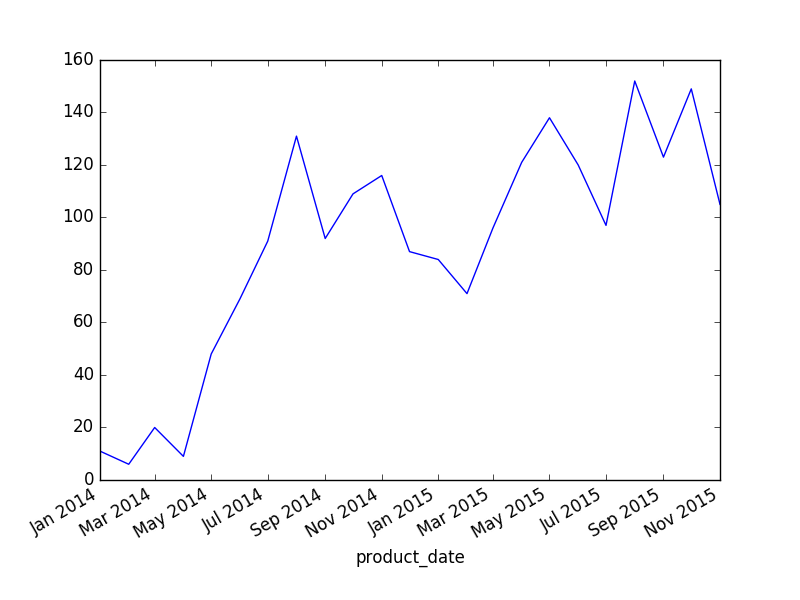 160
140
120
100
80
60
40
20
0
Jan 2014
Mar 2014
May 2014
Jul 2014
Sep 2014
Nov 2014
Jan 2015
Mar 2015
May 2015
Jul 2015
Sep 2015
Nov 2015
product_date